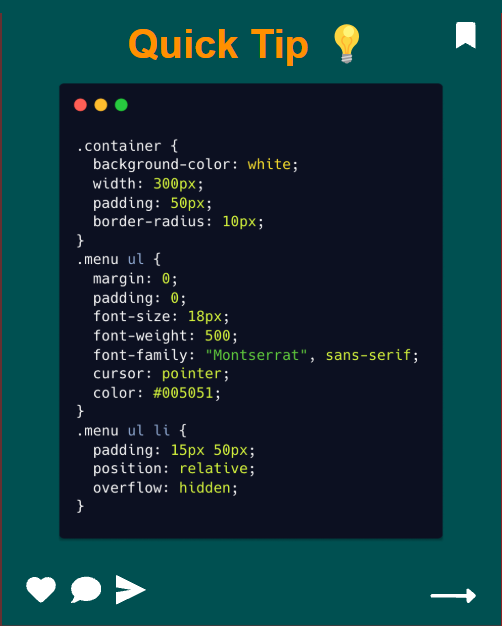 Quick Tip 💡
.container {
  background-color: white;
  width: 300px;
  padding: 50px;
  border-radius: 10px;
}
.menu ul {
  margin: 0;
  padding: 0;
  font-size: 18px;
  font-weight: 500;
  font-family: "Montserrat", sans-serif;
  cursor: pointer;
  color: #005051;
}
.menu ul li {
  padding: 15px 50px;
  position: relative;
  overflow: hidden;
}